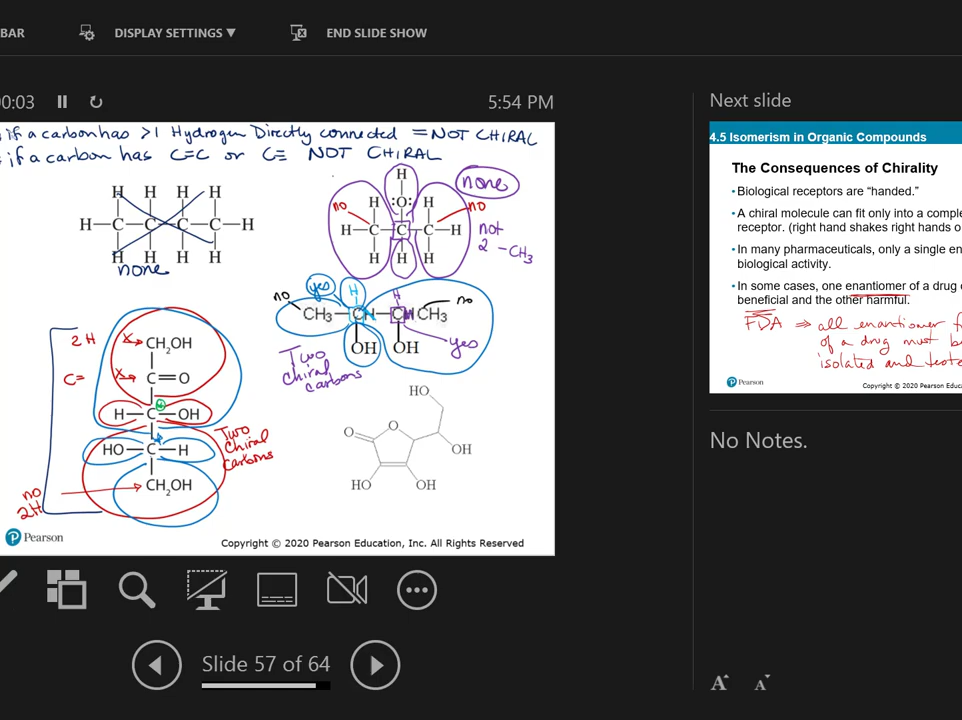 BAR
DISPLAY SETTINGS ▼
END SLIDE SHOW
00:03
5:54 PM
if a carbon has >1 Hydrogen Directly connected = NOT CHIRAL
if a carbon has C=C or C≡ NOT CHIRAL
H H H H
H—C—C—C—C—H
H H H H
none
H
none
no
H :O: H
no
H—C—C—C—H
H H H
not
2 -CH3
yes
H
H
no
no
CH3—CH—CH—CH3
OH OH
yes
Two
chiral
carbons
2 H
CH2OH
C=
C=O
H—C—OH
HO—C—H
Two
Chiral
Carbons
CH2OH
no
2H
HO
O
O
OH
HO
OH
Pearson
Copyright © 2020 Pearson Education, Inc. All Rights Reserved
Slide 57 of 64
Next slide
4.5 Isomerism in Organic Compounds
The Consequences of Chirality
•Biological receptors are “handed.”
•A chiral molecule can fit only into a comple
receptor. (right hand shakes right hands o
•In many pharmaceuticals, only a single en
biological activity.
•In some cases, one enantiomer of a drug
beneficial and the other harmful.
FDA ⇒ all enantiomer f
of a drug must b
isolated and teste
Pearson
Copyright © 2020 Pearson Educa
No Notes.
A A